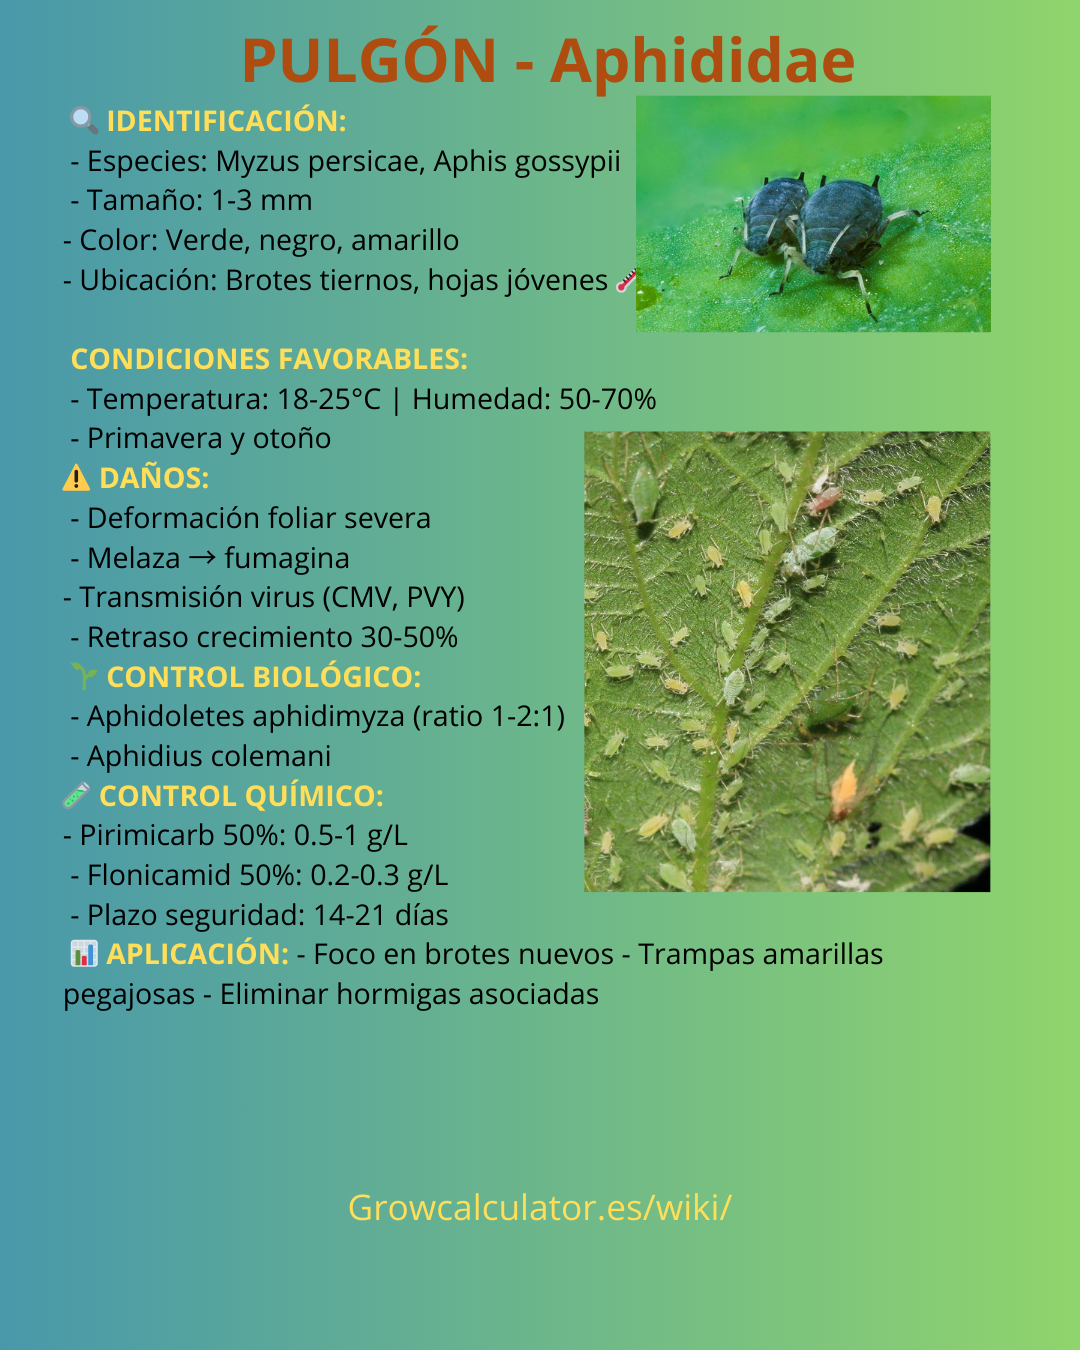 PULGÓN - Aphididae
🔍 IDENTIFICACIÓN:
- Especies: Myzus persicae, Aphis gossypii
- Tamaño: 1-3 mm
- Color: Verde, negro, amarillo
- Ubicación: Brotes tiernos, hojas jóvenes 🌡
CONDICIONES FAVORABLES:
- Temperatura: 18-25°C | Humedad: 50-70%
- Primavera y otoño
⚠️ DAÑOS:
- Deformación foliar severa
- Melaza → fumagina
- Transmisión virus (CMV, PVY)
- Retraso crecimiento 30-50%
🌱 CONTROL BIOLÓGICO:
- Aphidoletes aphidimyza (ratio 1-2:1)
- Aphidius colemani
🧪 CONTROL QUÍMICO:
- Pirimicarb 50%: 0.5-1 g/L
- Flonicamid 50%: 0.2-0.3 g/L
- Plazo seguridad: 14-21 días
📊 APLICACIÓN: - Foco en brotes nuevos - Trampas amarillas
pegajosas - Eliminar hormigas asociadas
Growcalculator.es/wiki/